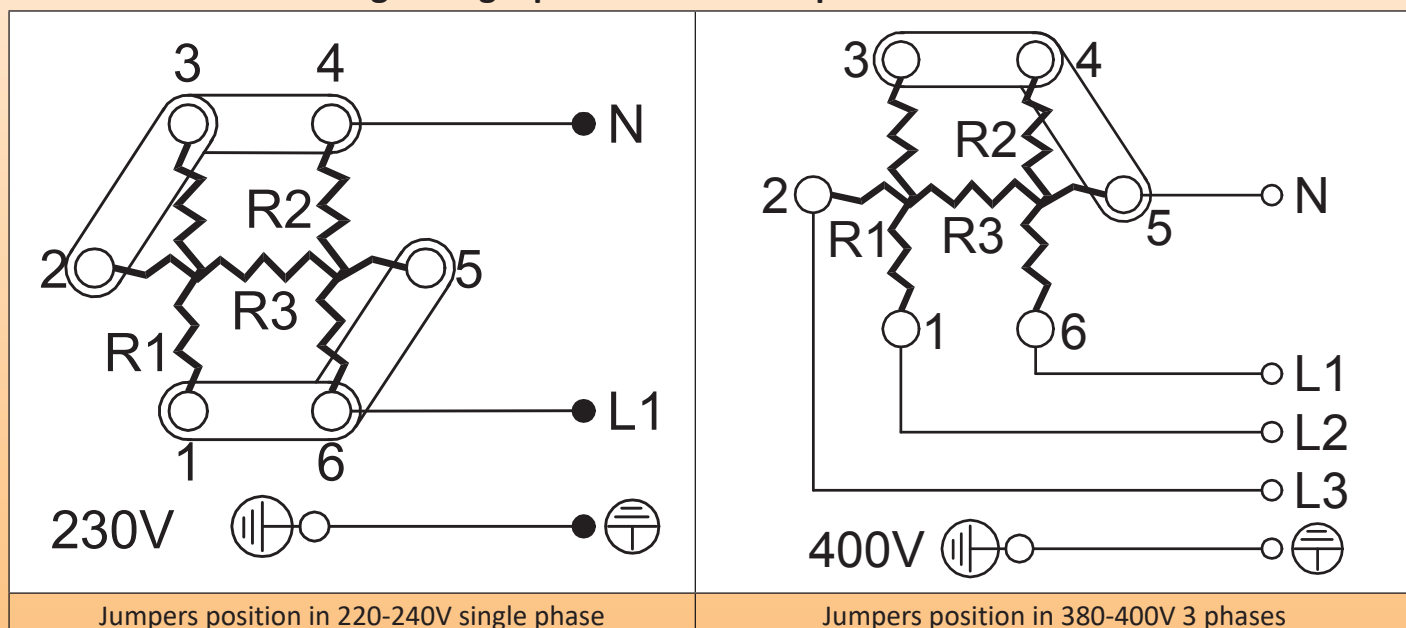 3 4
N
R2
2 5
R3
R1
L1
1 6
230V
3 4
R2
2 N
R1 R3 5
1 6
L1
L2
L3
400V
Jumpers position in 220-240V single phase
Jumpers position in 380-400V 3 phases